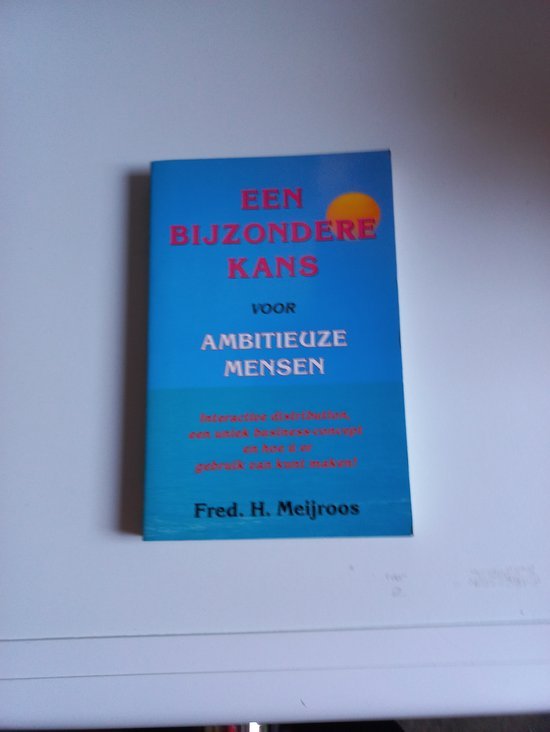 EEN
BIJZONDERE
KANS
VOOR
AMBITIEUZE
MENSEN
Interactive distribution,
een uniek business-concept
en hoe u er
gebruik van kunt maken!
Fred. H. Meijroos